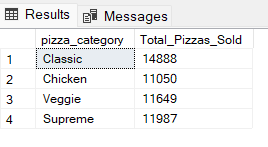 Results Messages
pizza_category Total_Pizzas_Sold
1 Classic 14888
2 Chicken 11050
3 Veggie 11649
4 Supreme 11987